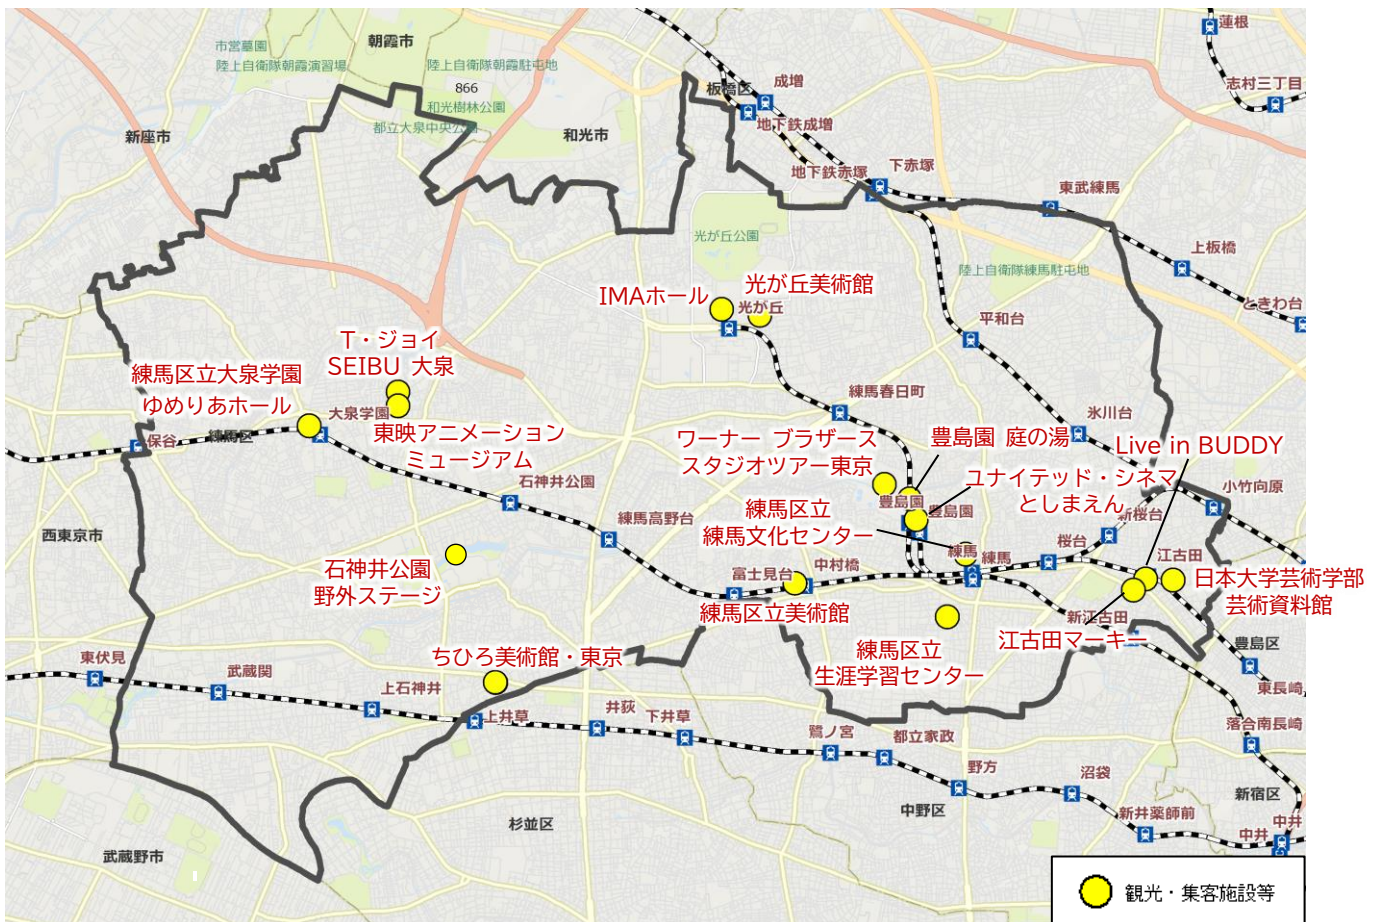 蓮根
市営墓園
朝霞市
陸上自衛隊朝霞演習場
陸上自衛隊朝霞駐屯地
866
板橋区
成増
志村三丁目
和光樹林公園
都立大泉中央公園
新座市
和光市
地下鉄成増
地下鉄赤塚
下赤塚
東武練馬
光が丘公園
上板橋
陸上自衛隊練馬駐屯地
IMAホール
光が丘美術館
光が丘
ときわ台
平和台
T・ジョイ
SEIBU 大泉
練馬区立大泉学園
ゆめりあホール
大泉学園
練馬春日町
氷川台
保谷
練馬区
東映アニメーション
ミュージアム
ワーナー ブラザース
スタジオツアー東京
豊島園 庭の湯
Live in BUDDY
ユナイテッド・シネマ
としまえん
石神井公園
小竹向原
豊島園
豊島園
練馬区立
練馬文化センター
新桜台
西東京市
練馬高野台
桜台
練馬
練馬
江古田
中村橋
富士見台
石神井公園
野外ステージ
日本大学芸術学部
芸術資料館
練馬区立美術館
新江古田
江古田マーキー
豊島区
練馬区立
生涯学習センター
ちひろ美術館・東京
東伏見
武蔵関
上石神井
東長崎
上井草
井荻
下井草
鷺ノ宮
都立家政
落合南長崎
野方
沼袋
新宿区
中野区
新井薬師前
中井
中井
杉並区
武蔵野市
観光・集客施設等